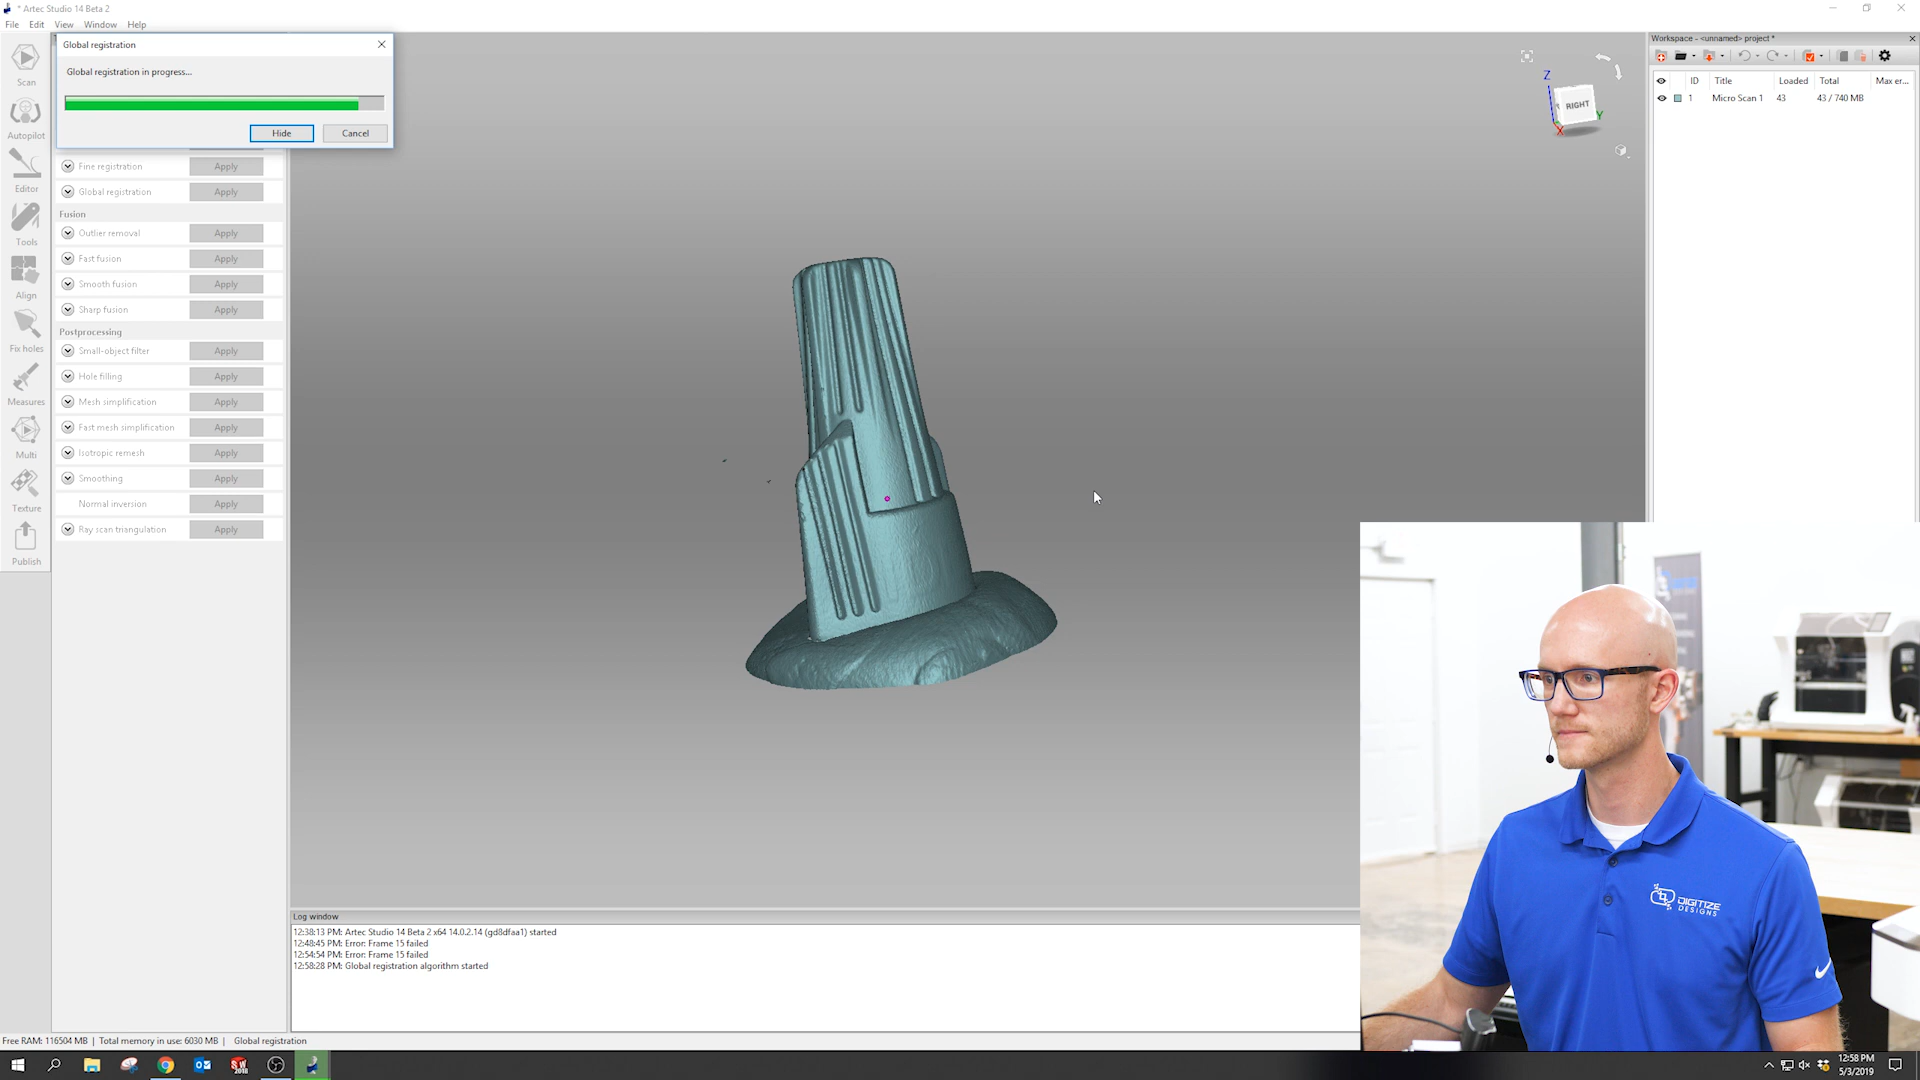 * Artec Studio 14 Beta 2
File Edit View Window Help
Global registration
Global registration in progress...
Hide Cancel
Scan
Autopilot
Editor
Tools
Align
Fix holes
Measures
Multi
Texture
Publish
Fine registration Apply
Global registration Apply
Fusion
Outlier removal Apply
Fast fusion Apply
Smooth fusion Apply
Sharp fusion Apply
Postprocessing
Small-object filter Apply
Hole filling Apply
Mesh simplification Apply
Fast mesh simplification Apply
Isotropic remesh Apply
Smoothing Apply
Normal inversion Apply
Ray scan triangulation Apply
Z
RIGHT
Y
X
Workspace - <unnamed> project *
ID Title Loaded Total Max er...
1 Micro Scan 1 43 43 / 740 MB
Log window
12:38:13 PM: Artec Studio 14 Beta 2 x64 14.0.2.14 (gd8dfaa1) started
12:48:45 PM: Error: Frame 15 failed
12:54:54 PM: Error: Frame 15 failed
12:58:28 PM: Global registration algorithm started
DIGITIZE
DESIGNS
Free RAM: 116504 MB | Total memory in use: 6030 MB | Global registration
SW
2018
12:58 PM
5/3/2019